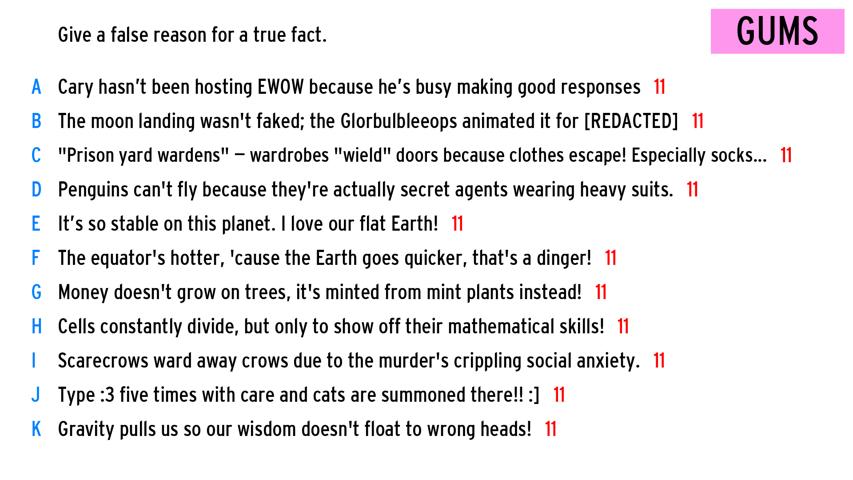 Give a false reason for a true fact.
GUMS
A Cary hasn't been hosting EWOW because he's busy making good responses 11
B The moon landing wasn't faked; the Glorbulbleeops animated it for [REDACTED] 11
C "Prison yard wardens" – wardrobes "wield" doors because clothes escape! Especially socks... 11
D Penguins can't fly because they're actually secret agents wearing heavy suits. 11
E It's so stable on this planet. I love our flat Earth! 11
F The equator's hotter, 'cause the Earth goes quicker, that's a dinger! 11
G Money doesn't grow on trees, it's minted from mint plants instead! 11
H Cells constantly divide, but only to show off their mathematical skills! 11
I Scarecrows ward away crows due to the murder's crippling social anxiety. 11
J Type :3 five times with care and cats are summoned there!! :] 11
K Gravity pulls us so our wisdom doesn't float to wrong heads! 11